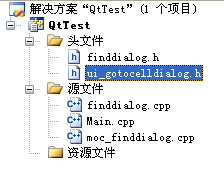 解决方案“QtTest”(1 个项目)
QtTest
头文件
finddialog.h
ui_gotocelldialog.h
源文件
finddialog.cpp
Main.cpp
moc_finddialog.cpp
资源文件